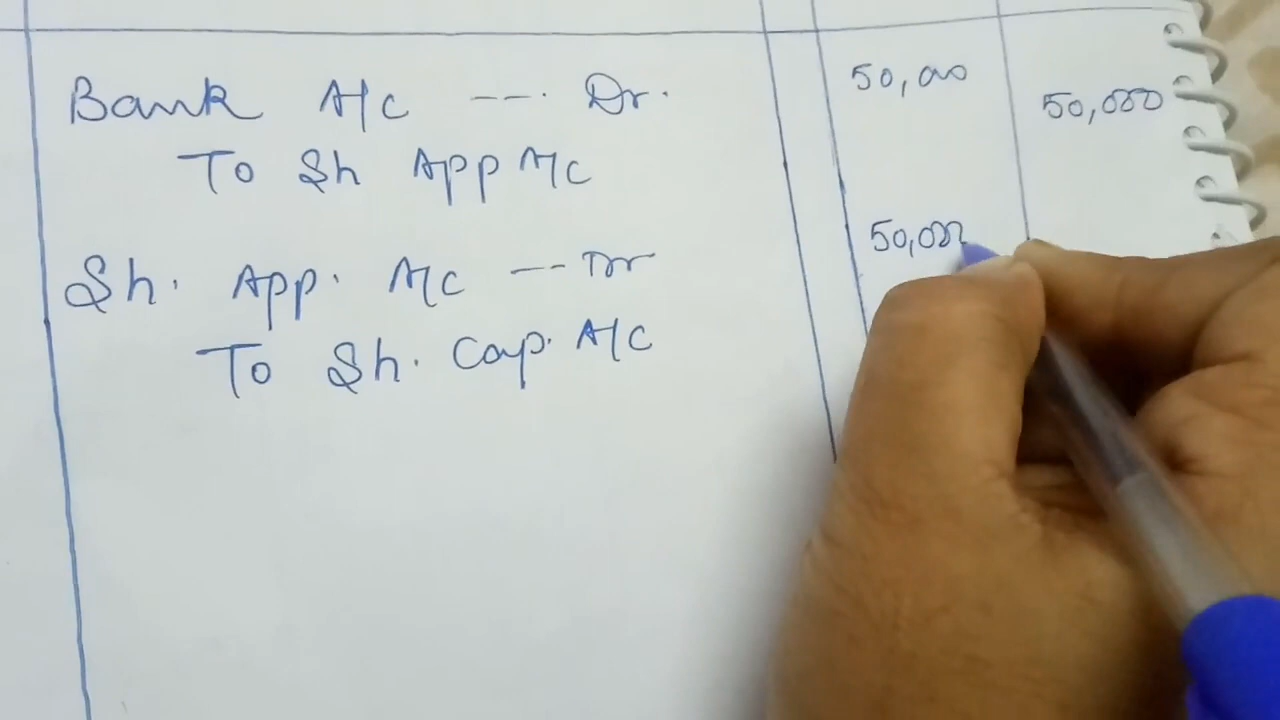 Bank A/c --- Dr. 50,000
To Sh App A/c 50,000
Sh. App. A/c --- Dr 50,000
To Sh. Cap. A/c